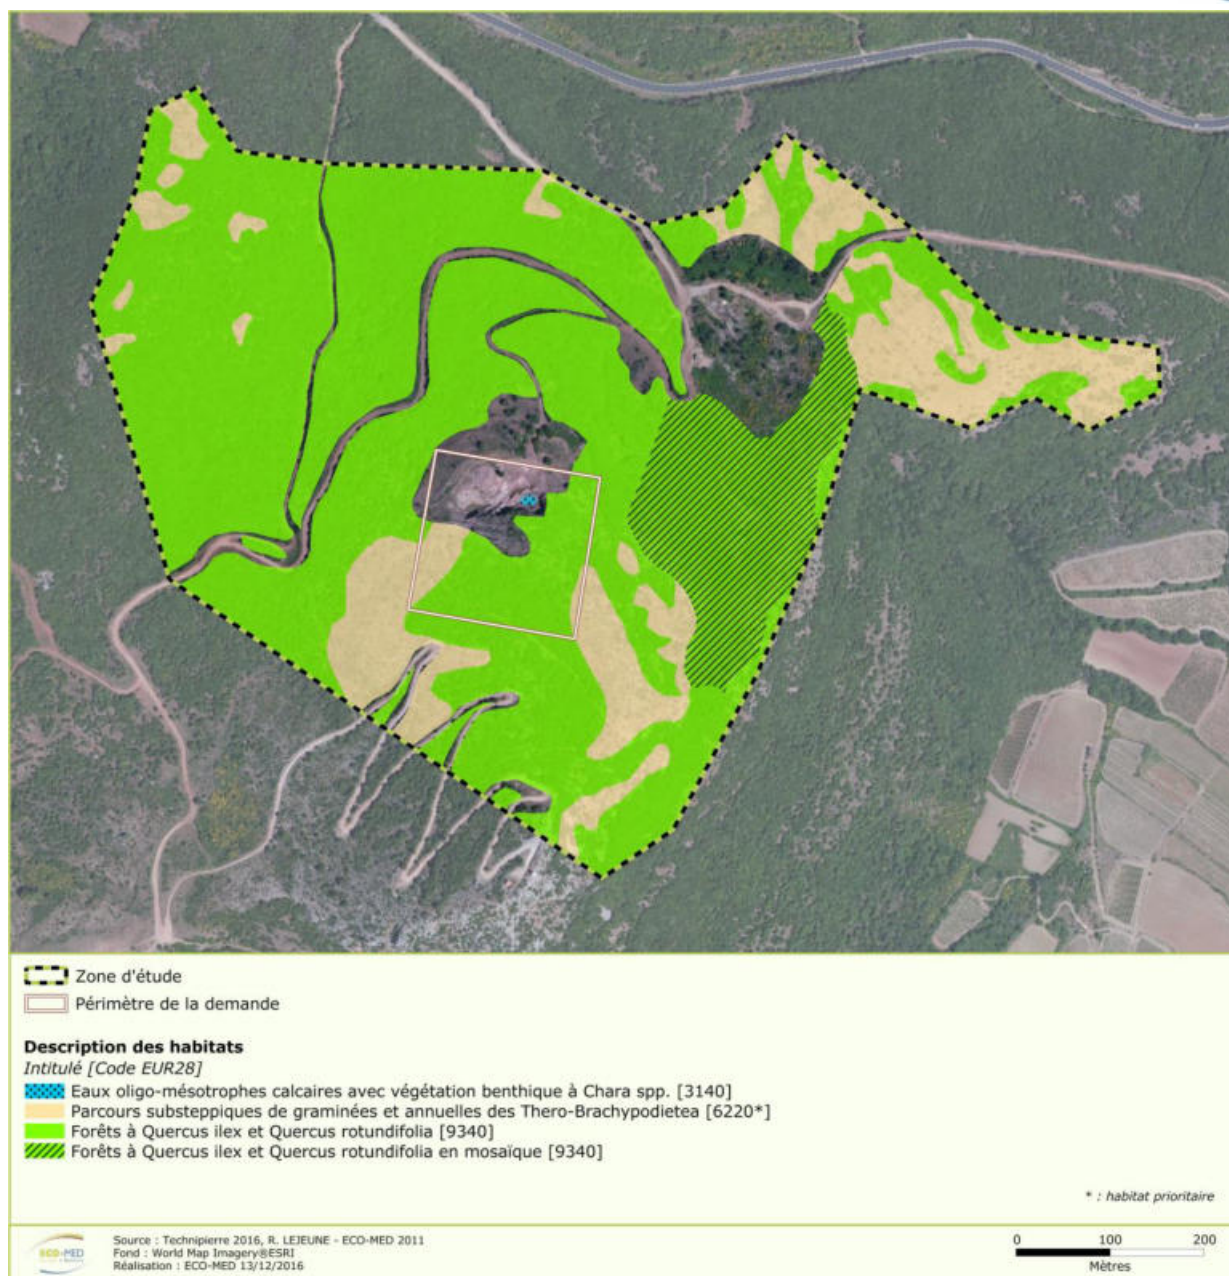 Zone d'étude
Périmètre de la demande
Description des habitats
Intitulé [Code EUR28]
Eaux oligo-mésotrophes calcaires avec végétation benthique à Chara spp. [3140]
Parcours substeppiques de graminées et annuelles des Thero-Brachypodietea [6220*]
Forêts à Quercus ilex et Quercus rotundifolia [9340]
Forêts à Quercus ilex et Quercus rotundifolia en mosaïque [9340]
* : habitat prioritaire
ECO-MED
Source : Technipierre 2016, R. LEJEUNE - ECO-MED 2011
Fond : World Map Imagery®ESRI
Réalisation : ECO-MED 13/12/2016
0 100 200
Mètres